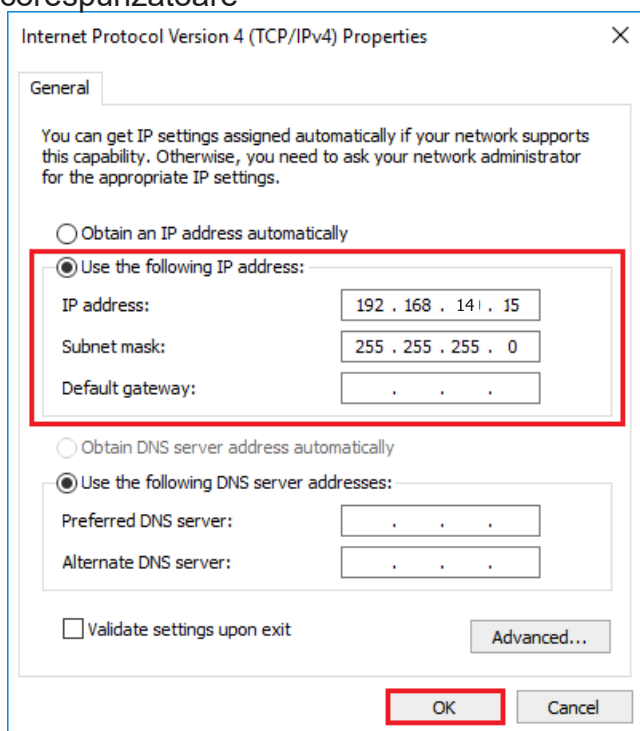 corespunzătoare
Internet Protocol Version 4 (TCP/IPv4) Properties
General
You can get IP settings assigned automatically if your network supports
this capability. Otherwise, you need to ask your network administrator
for the appropriate IP settings.
Obtain an IP address automatically
Use the following IP address:
IP address: 192 . 168 . . 15
Subnet mask: 255 . 255 . 255 . 0
Default gateway: . . .
Obtain DNS server address automatically
Use the following DNS server addresses:
Preferred DNS server: . . .
Alternate DNS server: . . .
Validate settings upon exit
Advanced...
OK Cancel